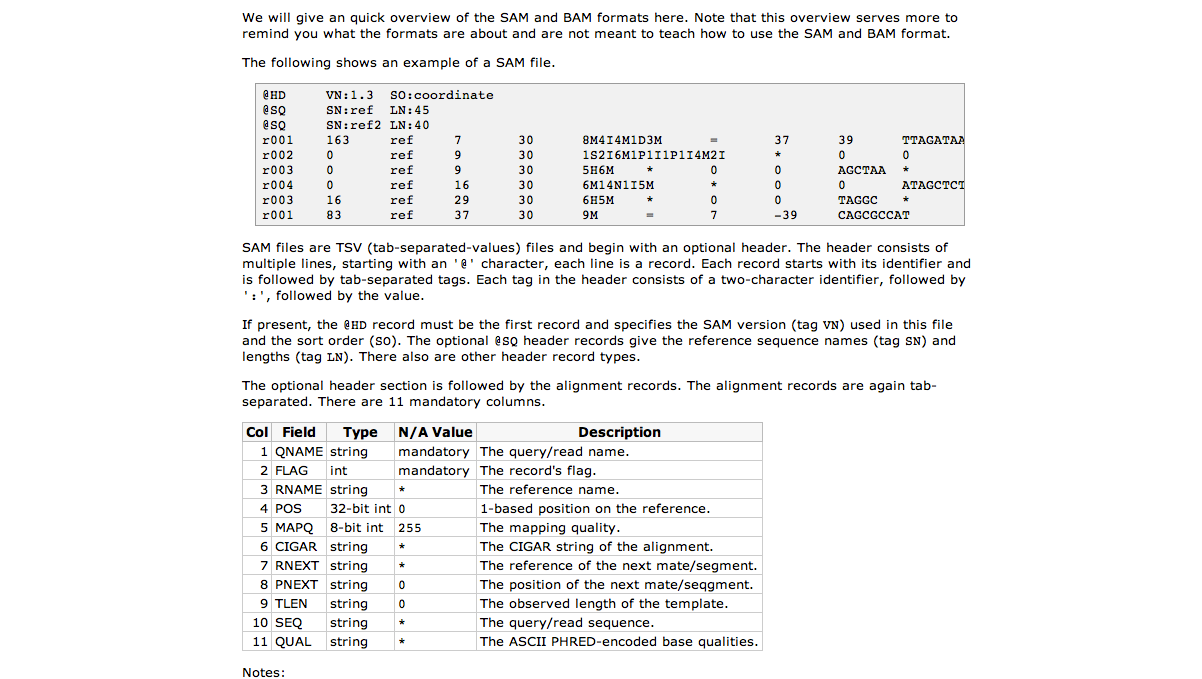 We will give an quick overview of the SAM and BAM formats here. Note that this overview serves more to
remind you what the formats are about and are not meant to teach how to use the SAM and BAM format.
The following shows an example of a SAM file.
@HD VN:1.3 SO:coordinate
@SQ SN:ref LN:45
@SQ SN:ref2 LN:40
r001 163 ref 7 30 8M4I4M1D3M = 37 39 TTAGATAA
r002 0 ref 9 30 1S2I6M1P1I1P1I4M2I * 0 0
r003 0 ref 9 30 5H6M * 0 0 AGCTAA *
r004 0 ref 16 30 6M14N1I5M * 0 0 ATAGCTCT
r003 16 ref 29 30 6H5M * 0 0 TAGGC *
r001 83 ref 37 30 9M = 7 -39 CAGCGCCAT
SAM files are TSV (tab-separated-values) files and begin with an optional header. The header consists of
multiple lines, starting with an '@' character, each line is a record. Each record starts with its identifier and
is followed by tab-separated tags. Each tag in the header consists of a two-character identifier, followed by
':', followed by the value.
If present, the @HD record must be the first record and specifies the SAM version (tag VN) used in this file
and the sort order (SO). The optional @SQ header records give the reference sequence names (tag SN) and
lengths (tag LN). There also are other header record types.
The optional header section is followed by the alignment records. The alignment records are again tab-
separated. There are 11 mandatory columns.
Col Field Type N/A Value Description
1 QNAME string mandatory The query/read name.
2 FLAG int mandatory The record's flag.
3 RNAME string * The reference name.
4 POS 32-bit int 0 1-based position on the reference.
5 MAPQ 8-bit int 255 The mapping quality.
6 CIGAR string * The CIGAR string of the alignment.
7 RNEXT string * The reference of the next mate/segment.
8 PNEXT string 0 The position of the next mate/seqgment.
9 TLEN string 0 The observed length of the template.
10 SEQ string * The query/read sequence.
11 QUAL string * The ASCII PHRED-encoded base qualities.
Notes: